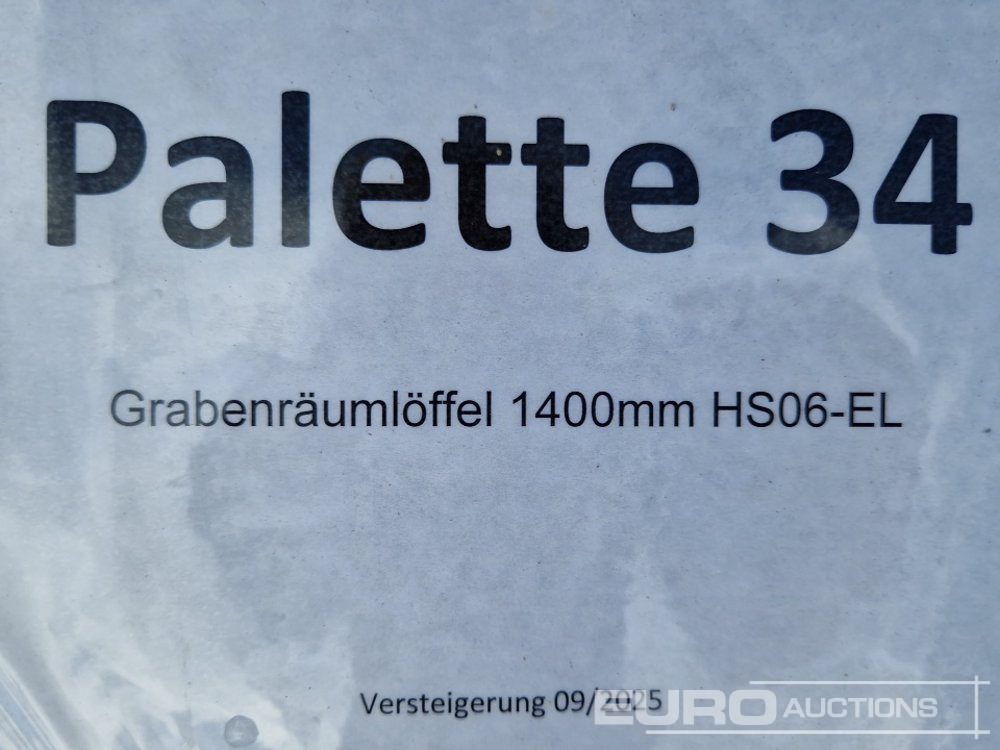 Palette 34
Grabenräumlöffel 1400mm HS06-EL
Versteigerung 09/2025
EURO AUCTIONS